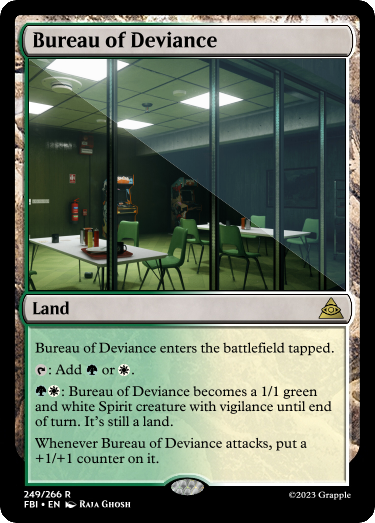 Bureau of Deviance
Land
Bureau of Deviance enters the battlefield tapped.
: Add or .
: Bureau of Deviance becomes a 1/1 green
and white Spirit creature with vigilance until end
of turn. It's still a land.
Whenever Bureau of Deviance attacks, put a
+1/+1 counter on it.
249/266 R
FBI • EN Raja Ghosh
©2023 Grapple